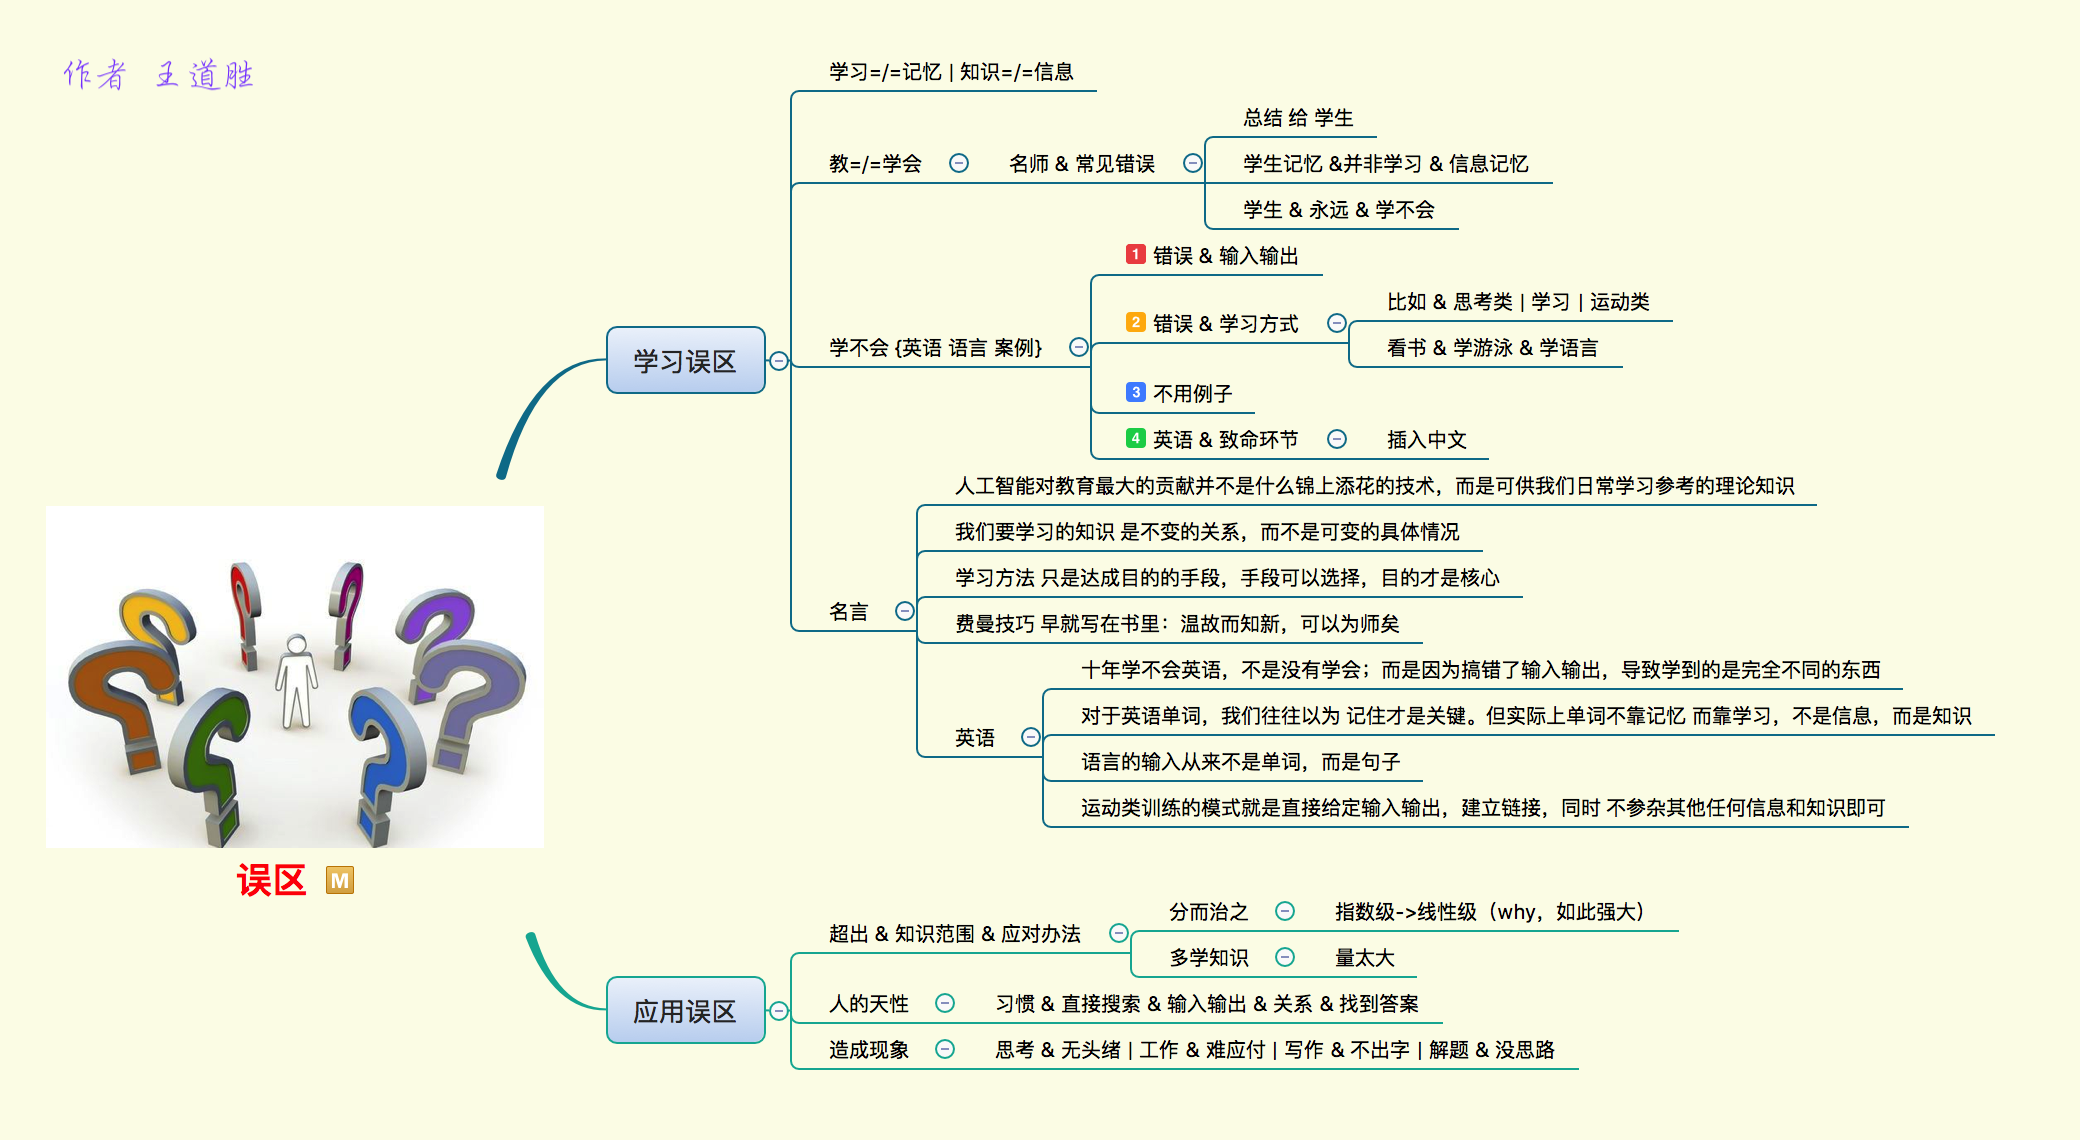 作者 王道胜
误区 M
学习误区
学习=/=记忆 | 知识=/=信息
教=/=学会
名师 & 常见错误
总结 给 学生
学生记忆 &并非学习 & 信息记忆
学生 & 永远 & 学不会
学不会 {英语 语言 案例}
1 错误 & 输入输出
2 错误 & 学习方式
比如 & 思考类 | 学习 | 运动类
看书 & 学游泳 & 学语言
3 不用例子
4 英语 & 致命环节
插入中文
名言
人工智能对教育最大的贡献并不是什么锦上添花的技术，而是可供我们日常学习参考的理论知识
我们要学习的知识 是不变的关系，而不是可变的具体情况
学习方法 只是达成目的的手段，手段可以选择，目的才是核心
费曼技巧 早就写在书里：温故而知新，可以为师矣
英语
十年学不会英语，不是没有学会；而是因为搞错了输入输出，导致学到的是完全不同的东西
对于英语单词，我们往往以为 记住才是关键。但实际上单词不靠记忆 而靠学习，不是信息，而是知识
语言的输入从来不是单词，而是句子
运动类训练的模式就是直接给定输入输出，建立链接，同时 不参杂其他任何信息和知识即可
应用误区
超出 & 知识范围 & 应对办法
分而治之
指数级->线性级（why，如此强大）
多学知识
量太大
人的天性
习惯 & 直接搜索 & 输入输出 & 关系 & 找到答案
造成现象
思考 & 无头绪 | 工作 & 难应付 | 写作 & 不出字 | 解题 & 没思路